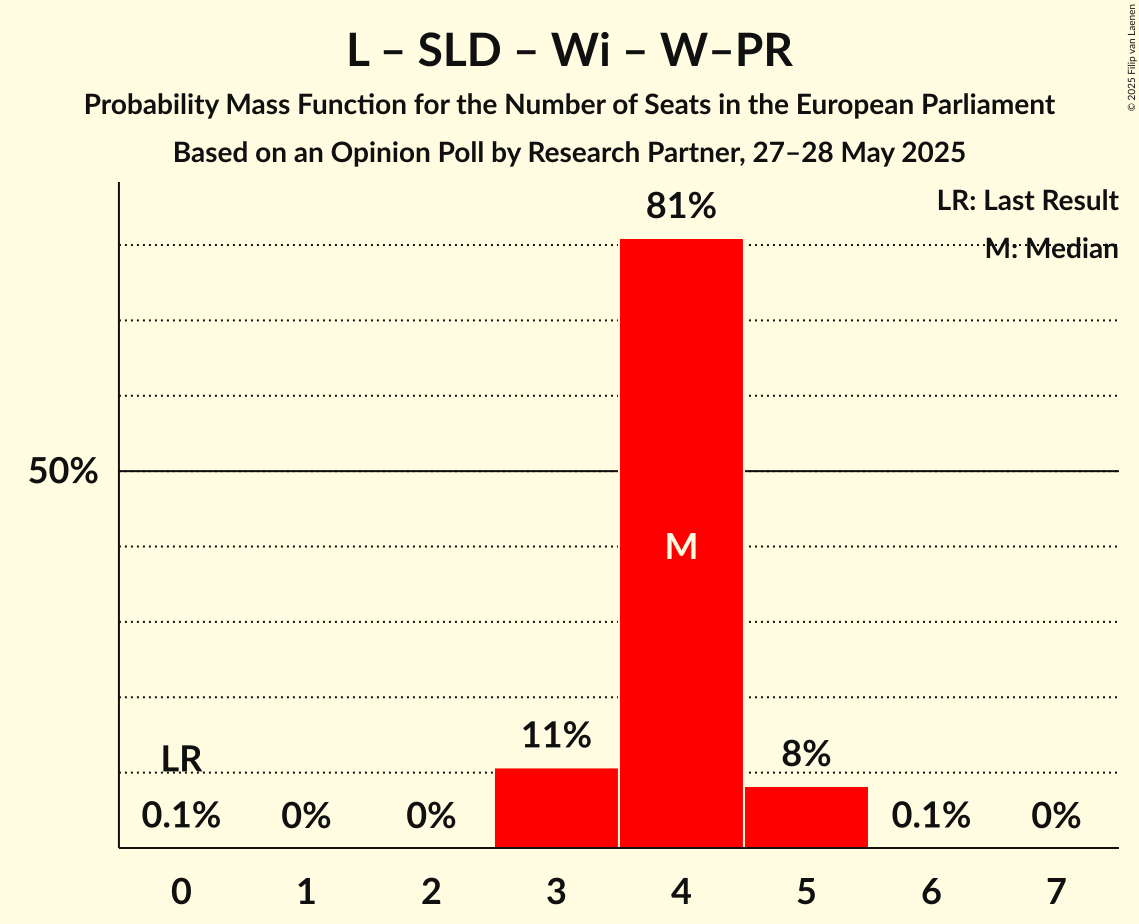 L – SLD – Wi – W–PR
Probability Mass Function for the Number of Seats in the European Parliament
Based on an Opinion Poll by Research Partner, 27–28 May 2025
© 2025 Filip van Laenen
LR: Last Result
M: Median
81%
50%
M
11%
8%
LR
0.1%
0%
0%
0.1%
0%
0 1 2 3 4 5 6 7